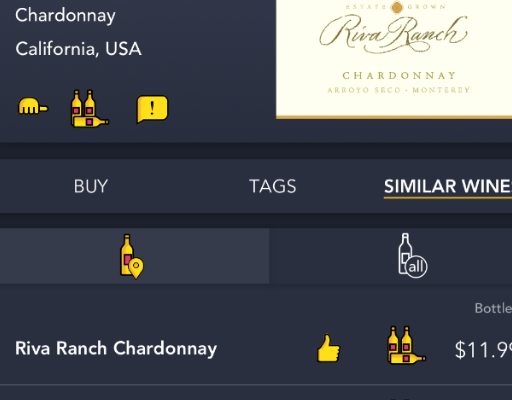 Chardonnay
California, USA
ESTATE GROWN
Riva Ranch
CHARDONNAY
ARROYO SECO • MONTEREY
!
BUY
TAGS
SIMILAR WINE
all
Bottle
Riva Ranch Chardonnay
$11.99